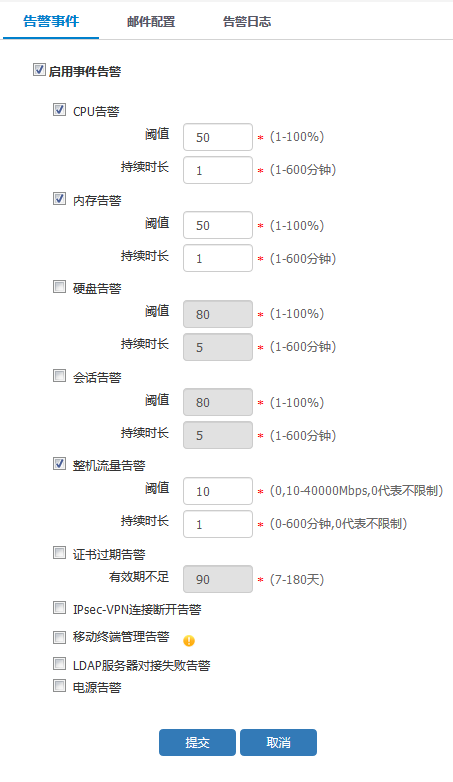 告警事件 邮件配置 告警日志
启用事件告警
CPU告警
阈值 50 * (1-100%)
持续时长 1 * (1-600分钟)
内存告警
阈值 50 * (1-100%)
持续时长 1 * (1-600分钟)
硬盘告警
阈值 80 * (1-100%)
持续时长 5 * (1-600分钟)
会话告警
阈值 80 * (1-100%)
持续时长 5 * (1-600分钟)
整机流量告警
阈值 10 * (0,10-40000Mbps,0代表不限制)
持续时长 1 * (0-600分钟,0代表不限制)
证书过期告警
有效期不足 90 * (7-180天)
IPsec-VPN连接断开告警
移动终端管理告警
LDAP服务器对接失败告警
电源告警
提交 取消